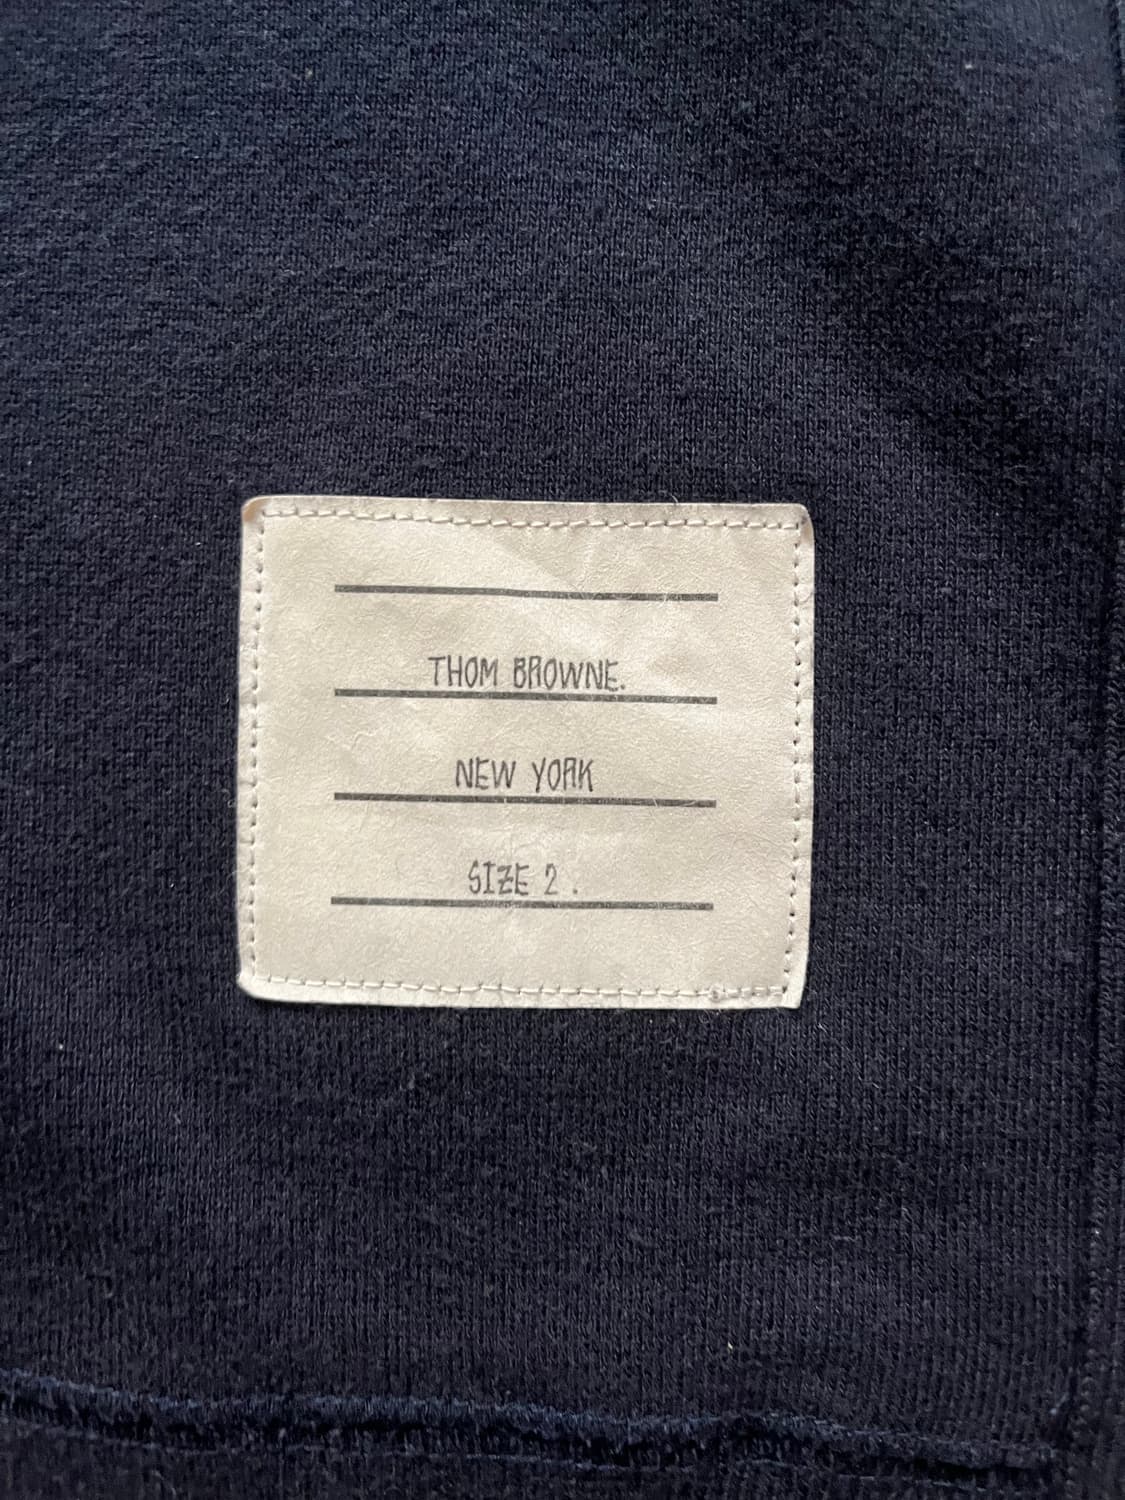 THOM BROWNE.
NEW YORK
SIZE 2 .